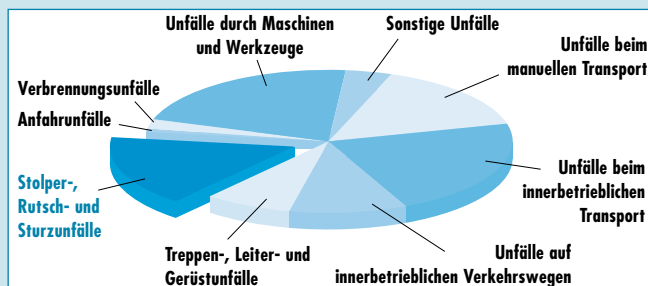 Unfälle durch Maschinen
und Werkzeuge
Sonstige Unfälle
Unfälle beim
manuellen Transport
Verbrennungsunfälle
Anfahrunfälle
Stolper-,
Rutsch- und
Sturzunfälle
Unfälle beim
innerbetrieblichen
Transport
Treppen-, Leiter- und
Gerüstunfälle
Unfälle auf
innerbetrieblichen Verkehrswegen